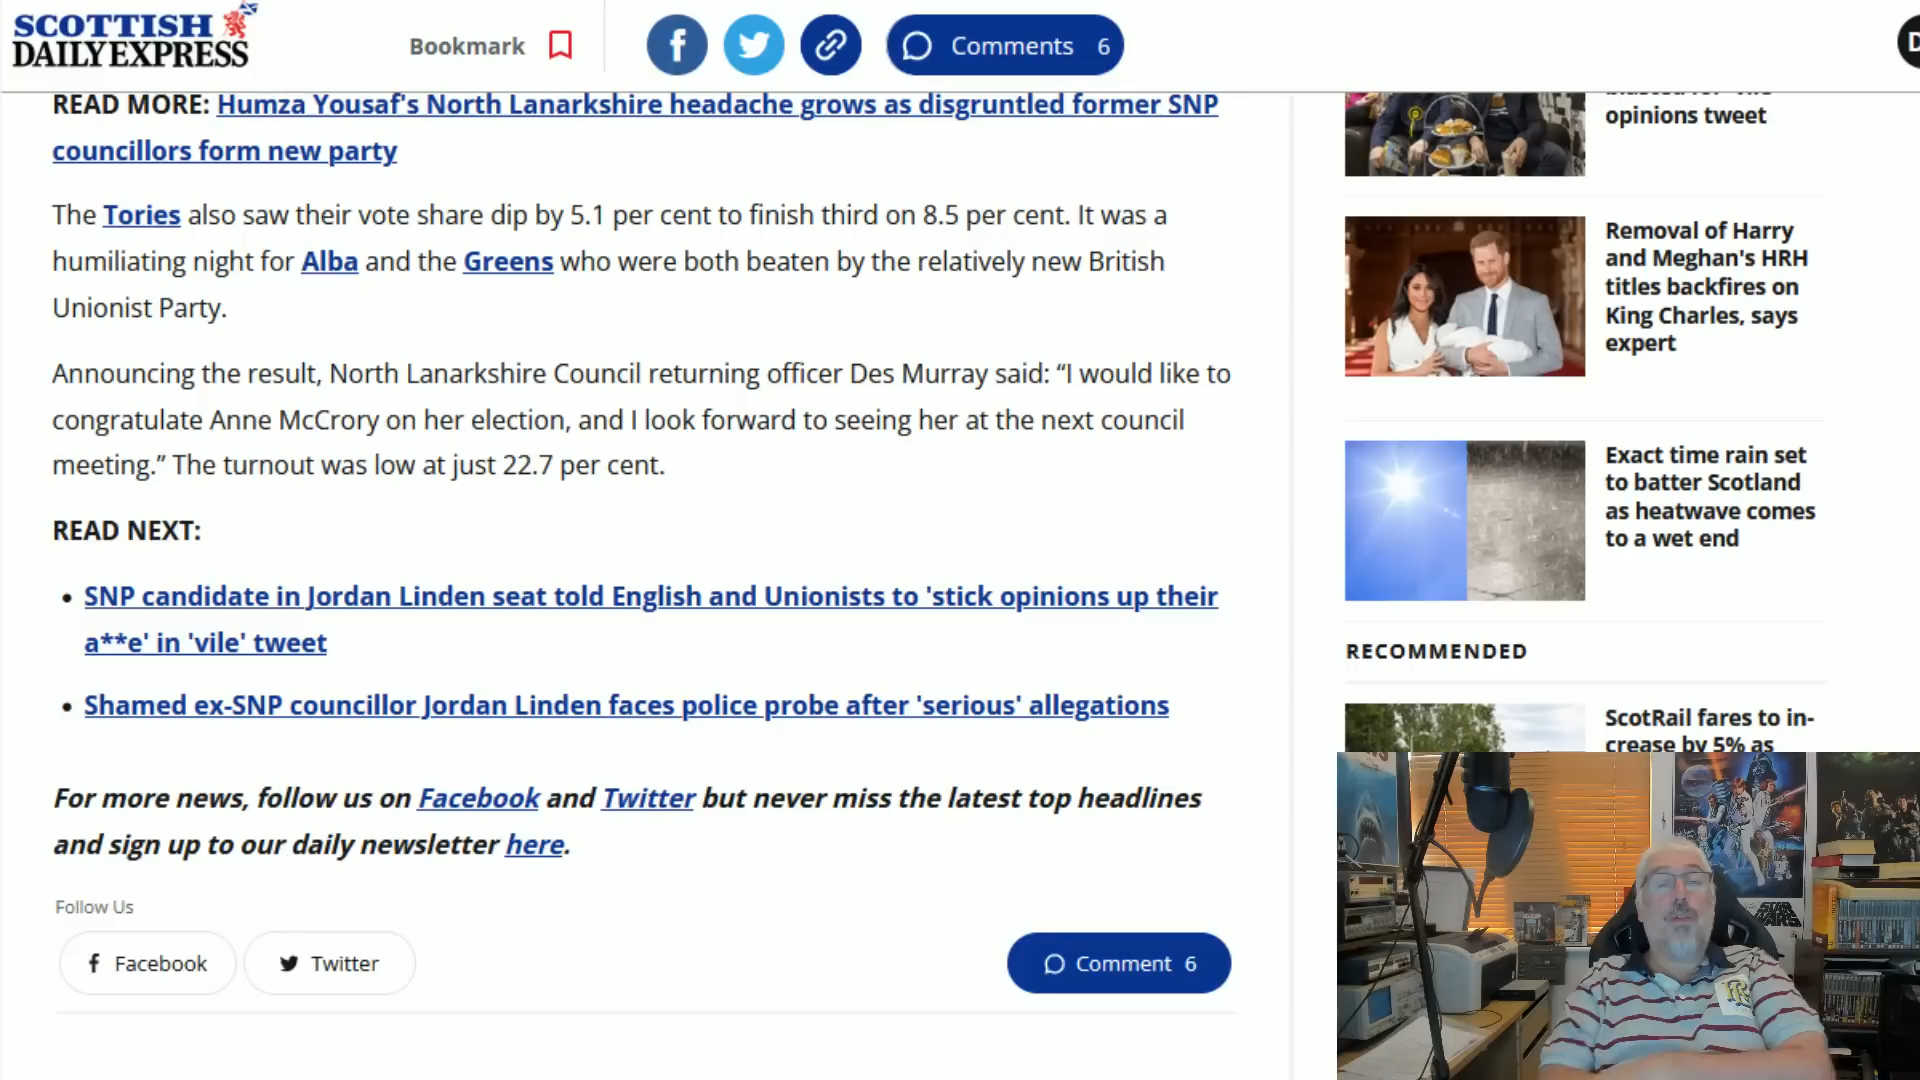 SCOTTISH
DAILY EXPRESS
Bookmark
Comments 6
D
READ MORE: Humza Yousaf's North Lanarkshire headache grows as disgruntled former SNP
councillors form new party
The Tories also saw their vote share dip by 5.1 per cent to finish third on 8.5 per cent. It was a
humiliating night for Alba and the Greens who were both beaten by the relatively new British
Unionist Party.
Announcing the result, North Lanarkshire Council returning officer Des Murray said: “I would like to
congratulate Anne McCrory on her election, and I look forward to seeing her at the next council
meeting.” The turnout was low at just 22.7 per cent.
READ NEXT:
• SNP candidate in Jordan Linden seat told English and Unionists to 'stick opinions up their
a**e' in 'vile' tweet
• Shamed ex-SNP councillor Jordan Linden faces police probe after 'serious' allegations
For more news, follow us on Facebook and Twitter but never miss the latest top headlines
and sign up to our daily newsletter here.
Follow Us
Facebook
Twitter
Comment 6
opinions tweet
Removal of Harry
and Meghan's HRH
titles backfires on
King Charles, says
expert
Exact time rain set
to batter Scotland
as heatwave comes
to a wet end
RECOMMENDED
ScotRail fares to in-
crease by 5% as
STAR
WARS